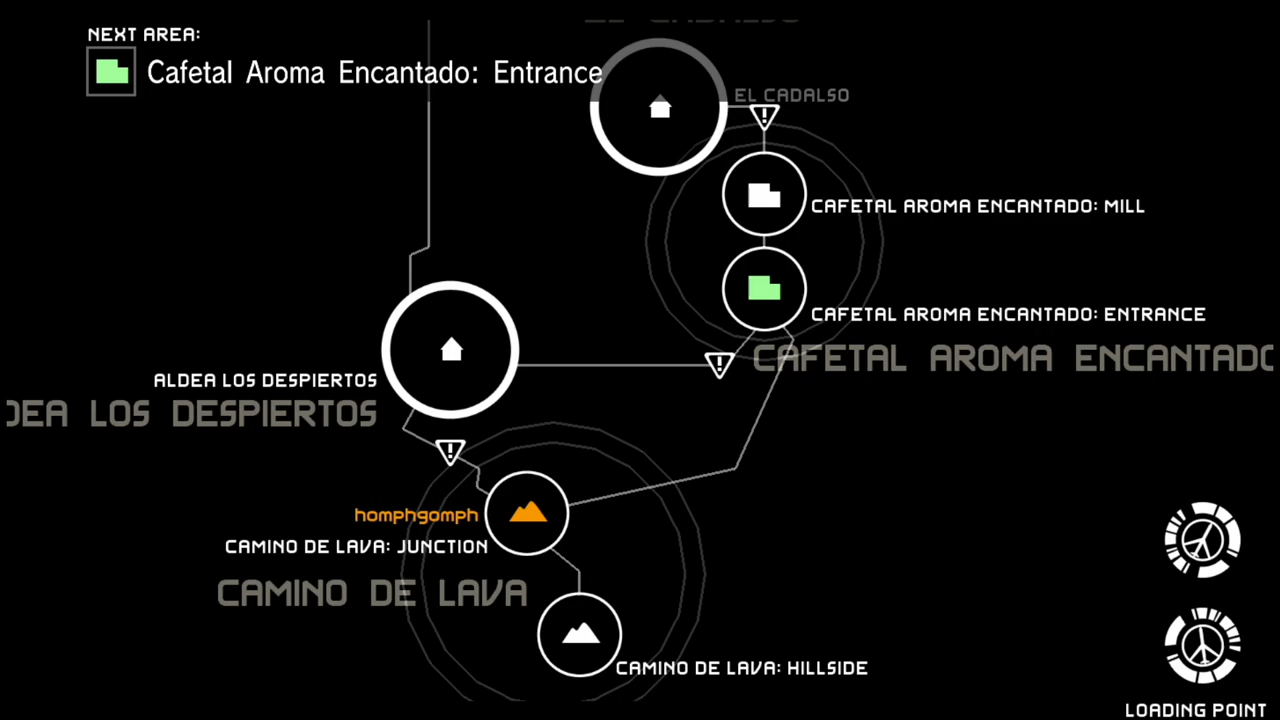 NEXT AREA:
Cafetal Aroma Encantado: Entrance
EL CADALSO
CAFETAL AROMA ENCANTADO: MILL
CAFETAL AROMA ENCANTADO: ENTRANCE
CAFETAL AROMA ENCANTADO
ALDEA LOS DESPIERTOS
DEA LOS DESPIERTOS
homphgomph
CAMINO DE LAVA: JUNCTION
CAMINO DE LAVA
CAMINO DE LAVA: HILLSIDE
LOADING POINT